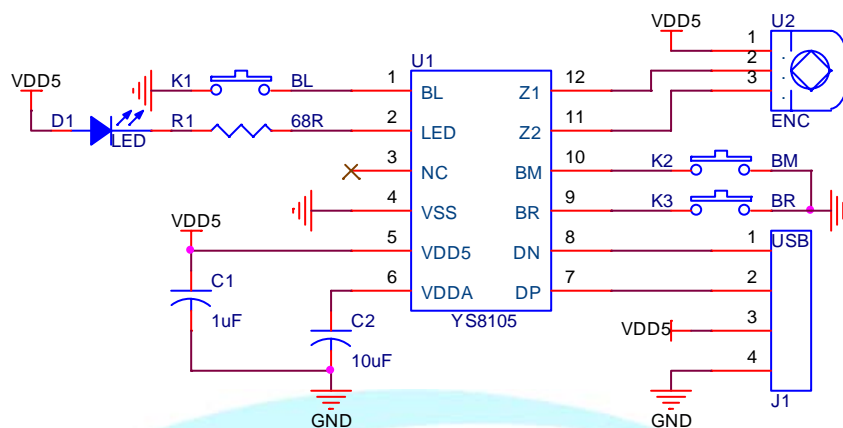 VDD5
U2
U1
1
2
3
ENC
VDD5
K1
BL
1
BL
Z1
12
D1
LED
R1
68R
2
LED
Z2
11
3
NC
BM
10
K2
BM
4
VSS
BR
9
K3
BR
VDD5
5
VDD5
DN
8
1
USB
C1
1uF
6
VDDA
DP
7
2
YS8105
C2
10uF
VDD5
3
4
GND
GND
J1